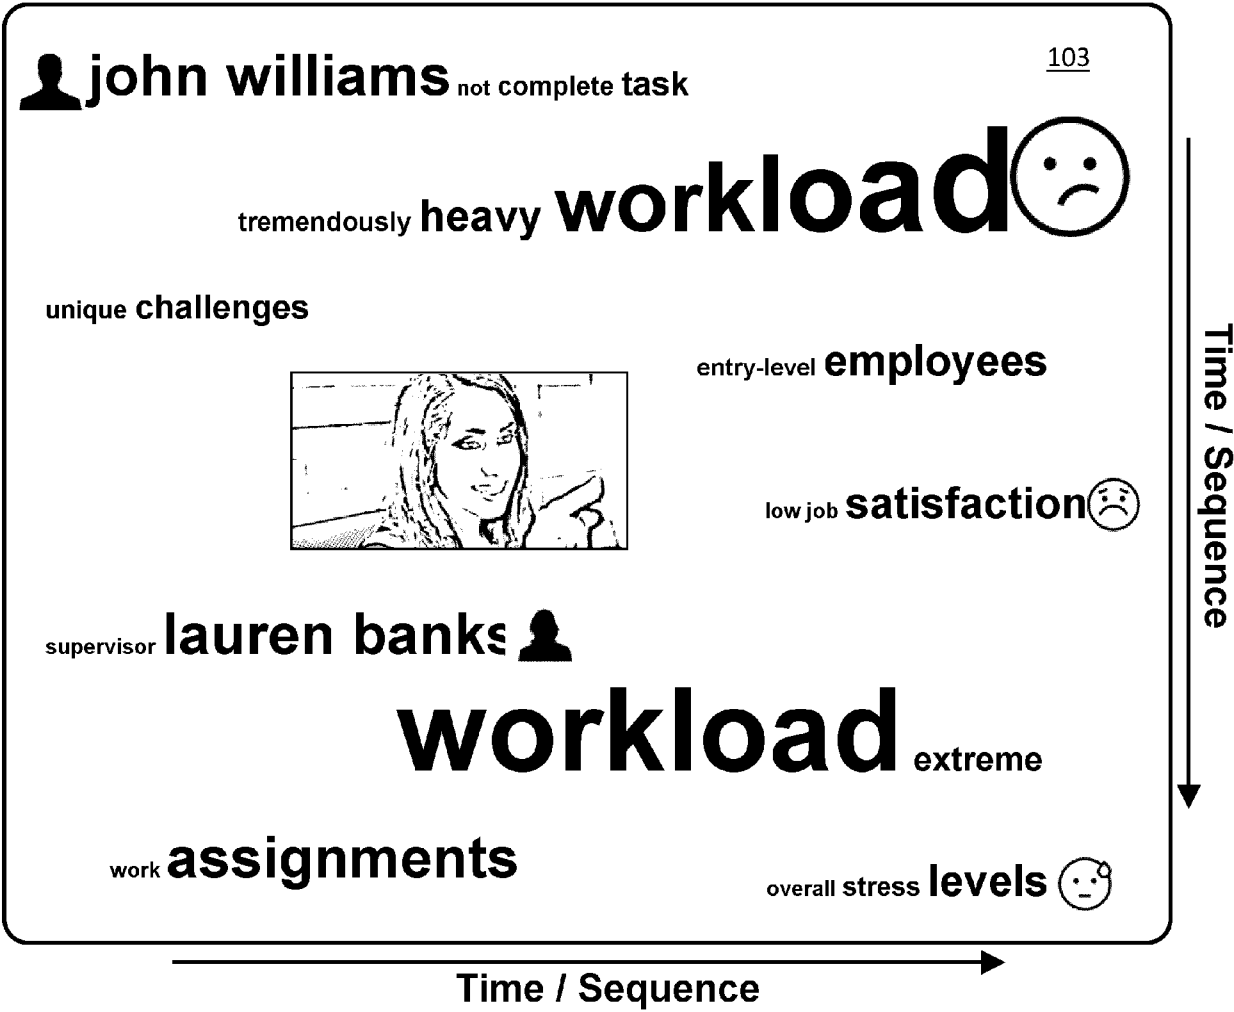 john williams not complete task
103
tremendously heavy workload
unique challenges
entry-level employees
low job satisfaction
supervisor lauren banks
workload extreme
work assignments
overall stress levels
Time / Sequence
Time / Sequence